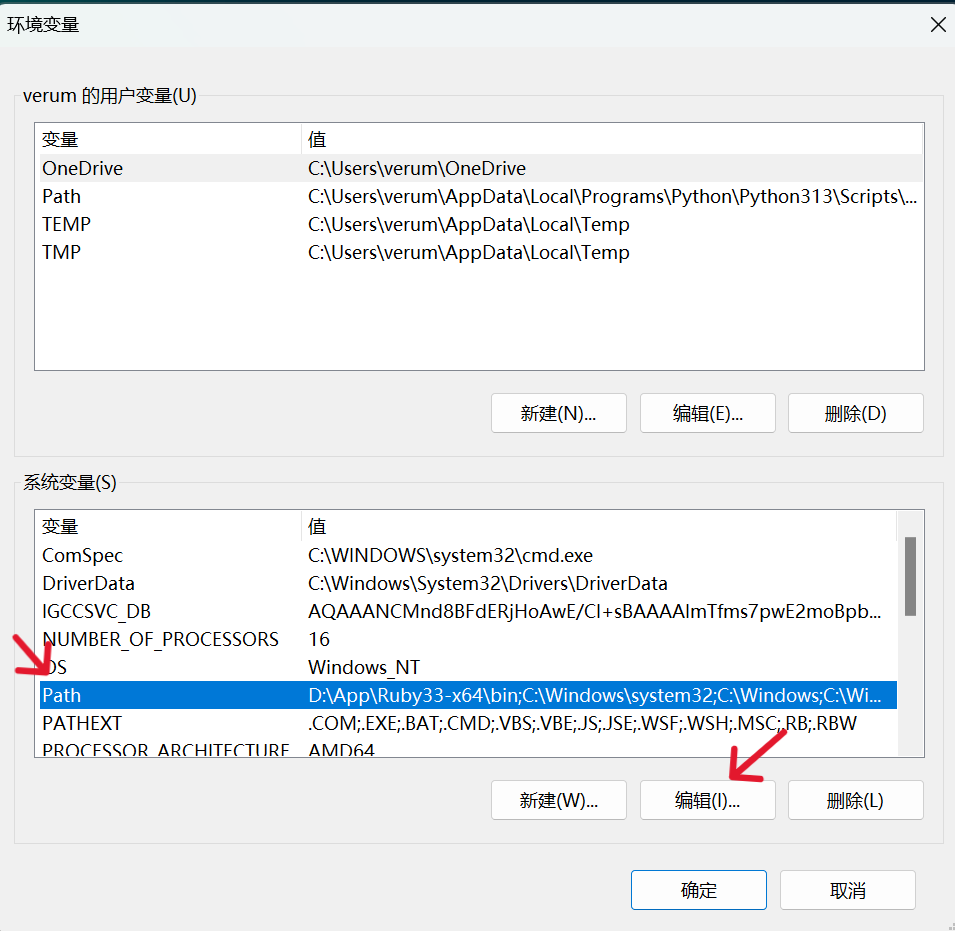 环境变量
verum 的用户变量(U)
变量 值
OneDrive C:\Users\verum\OneDrive
Path C:\Users\verum\AppData\Local\Programs\Python\Python313\Scripts\...
TEMP C:\Users\verum\AppData\Local\Temp
TMP C:\Users\verum\AppData\Local\Temp
新建(N)... 编辑(E)... 删除(D)
系统变量(S)
变量 值
ComSpec C:\WINDOWS\system32\cmd.exe
DriverData C:\Windows\System32\Drivers\DriverData
IGCCSVC_DB AQAAANCMnd8BFdERjHoAwE/Cl+sBAAAAImTfms7pwE2moBpb...
NUMBER_OF_PROCESSORS 16
OS Windows_NT
Path D:\App\Ruby33-x64\bin;C:\Windows\system32;C:\Windows;C:\Wi...
PATHEXT .COM;.EXE;.BAT;.CMD;.VBS;.VBE;.JS;.JSE;.WSF;.WSH;.MSC;.RB;.RBW
PROCESSOR_ARCHITECTURE AMD64
新建(W)... 编辑(I)... 删除(L)
确定 取消